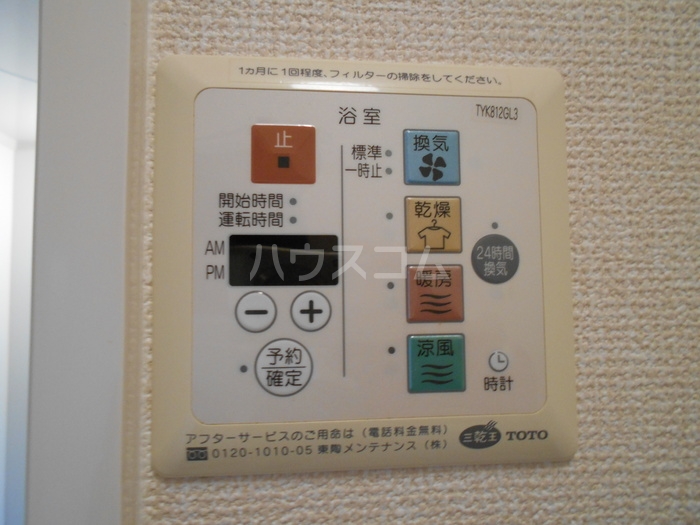 1カ月に1回程度、フィルターの掃除をしてください。
浴室
TYK812GL3
止
開始時間
運転時間
AM
PM
−
+
予約
確定
標準
一時止
換気
乾燥
暖房
涼風
24時間
換気
時計
ハウスコム
アフターサービスのご用命は(電話料金無料)
0120-1010-05 東陶メンテナンス(株)
三乾王
TOTO